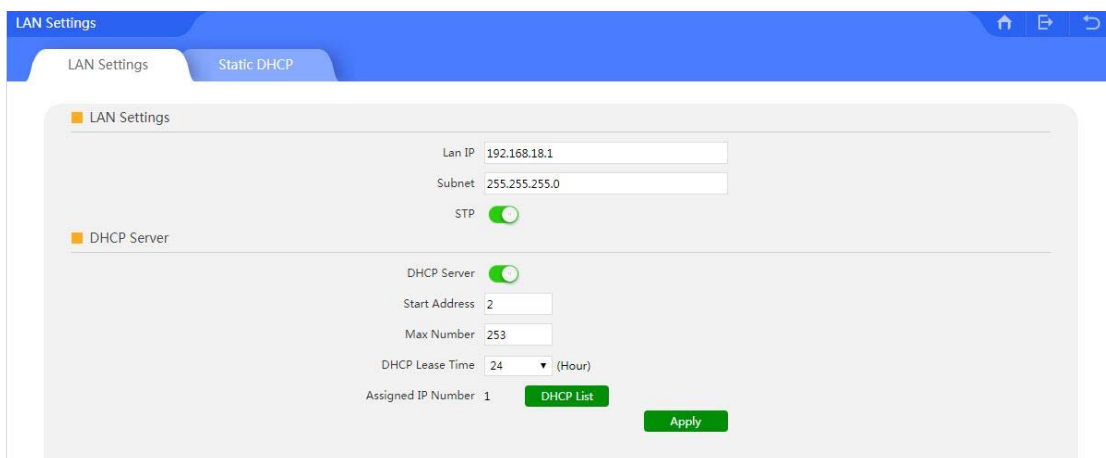 LAN Settings
LAN Settings Static DHCP
LAN Settings
Lan IP 192.168.18.1
Subnet 255.255.255.0
STP
DHCP Server
DHCP Server
Start Address 2
Max Number 253
DHCP Lease Time 24 (Hour)
Assigned IP Number 1 DHCP List
Apply